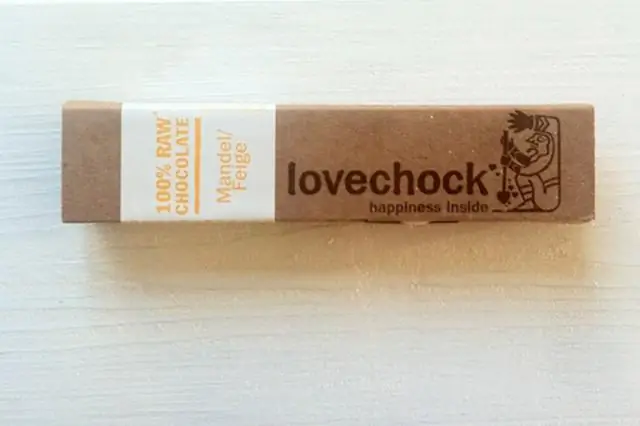 100% RAW
CHOCOLATE
Mandel/
Feige
lovechock
happiness inside